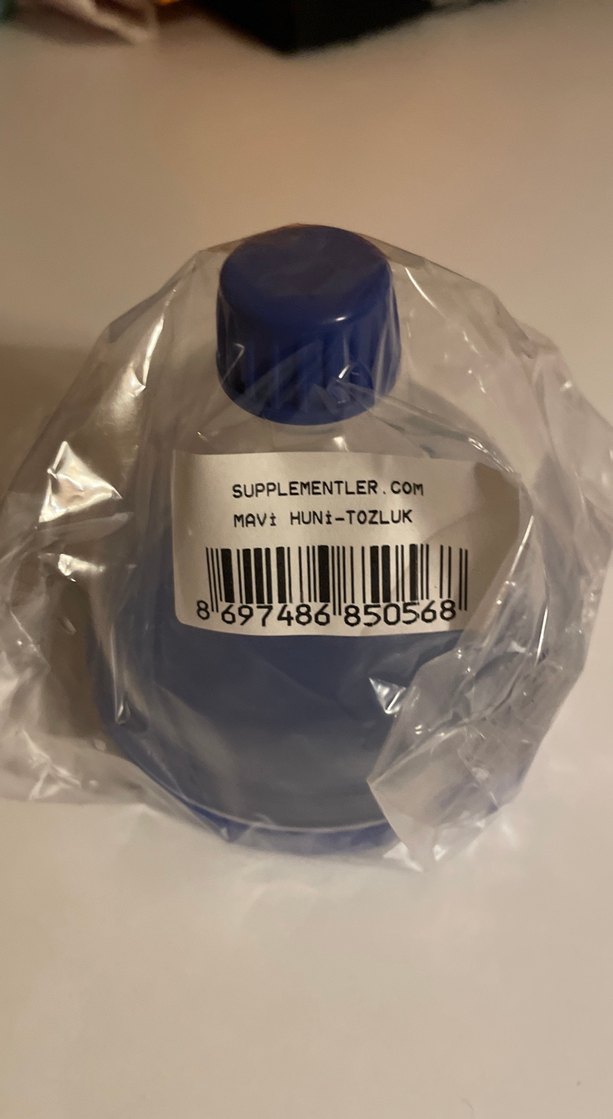 SUPPLEMENTLER.COM
MAVİ HUNİ-TOZLUK
8 697486 850568